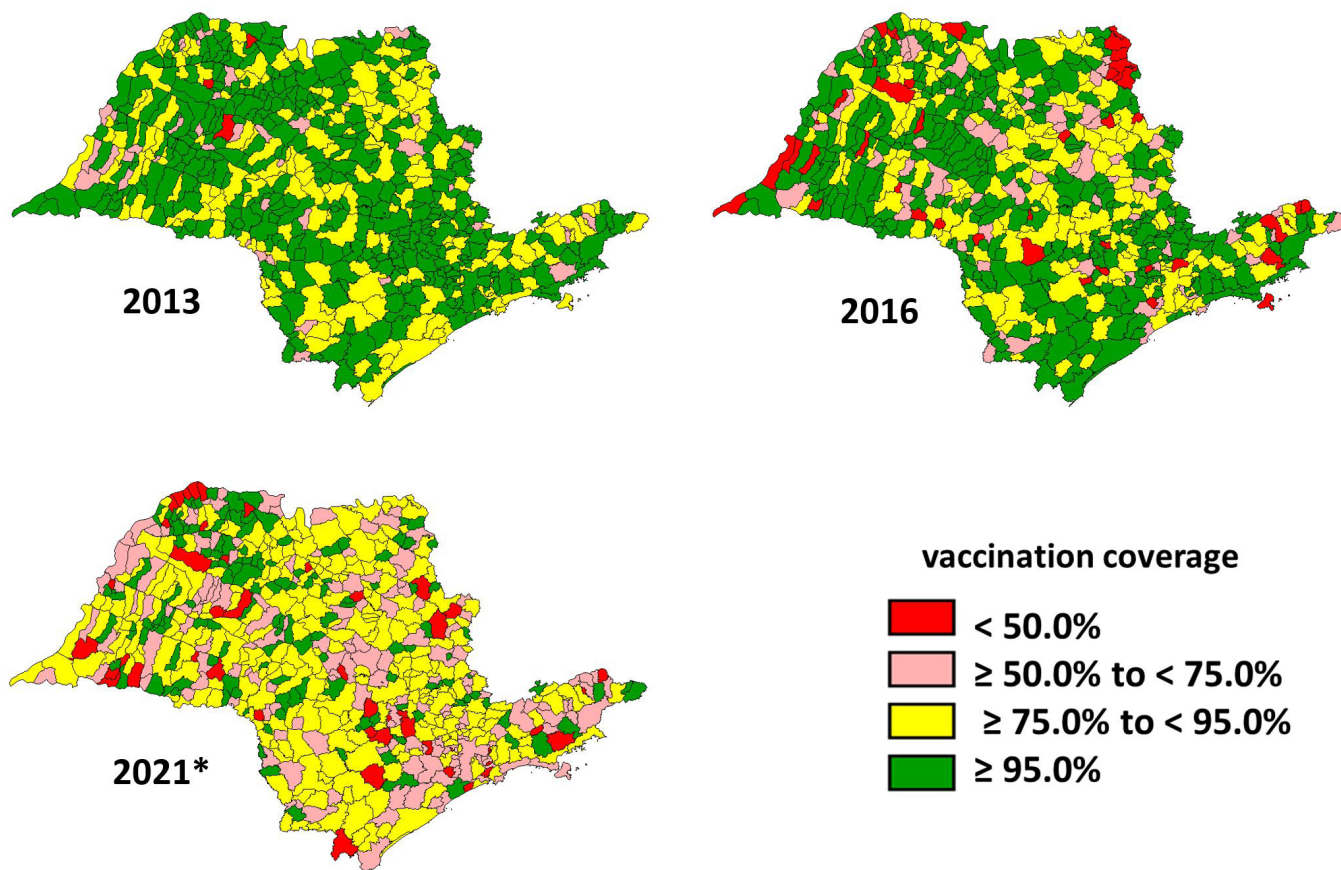 2013
2016
2021*
vaccination coverage
< 50.0%
≥ 50.0% to < 75.0%
≥ 75.0% to < 95.0%
≥ 95.0%